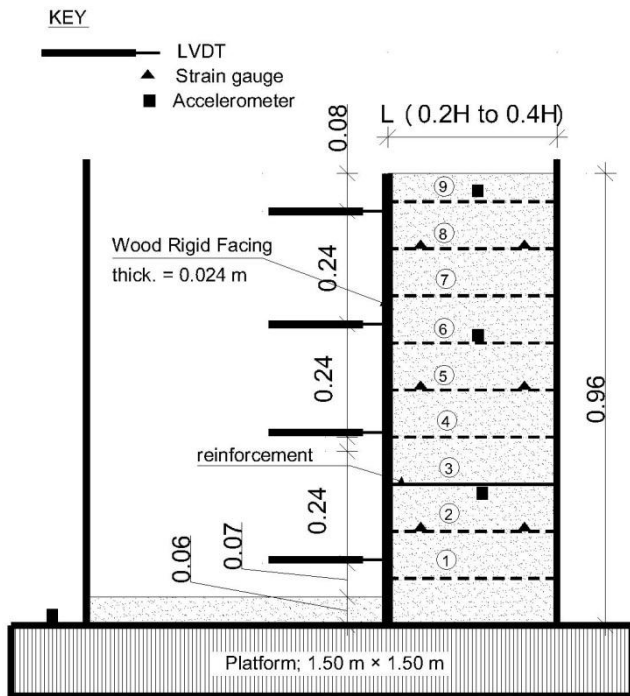 KEY
LVDT
Strain gauge
Accelerometer
L ( 0.2H to 0.4H)
0.08
9
Wood Rigid Facing
thick. = 0.024 m
8
0.24
7
6
0.24
5
0.96
4
reinforcement
3
0.24
2
0.07
0.06
1
Platform; 1.50 m × 1.50 m